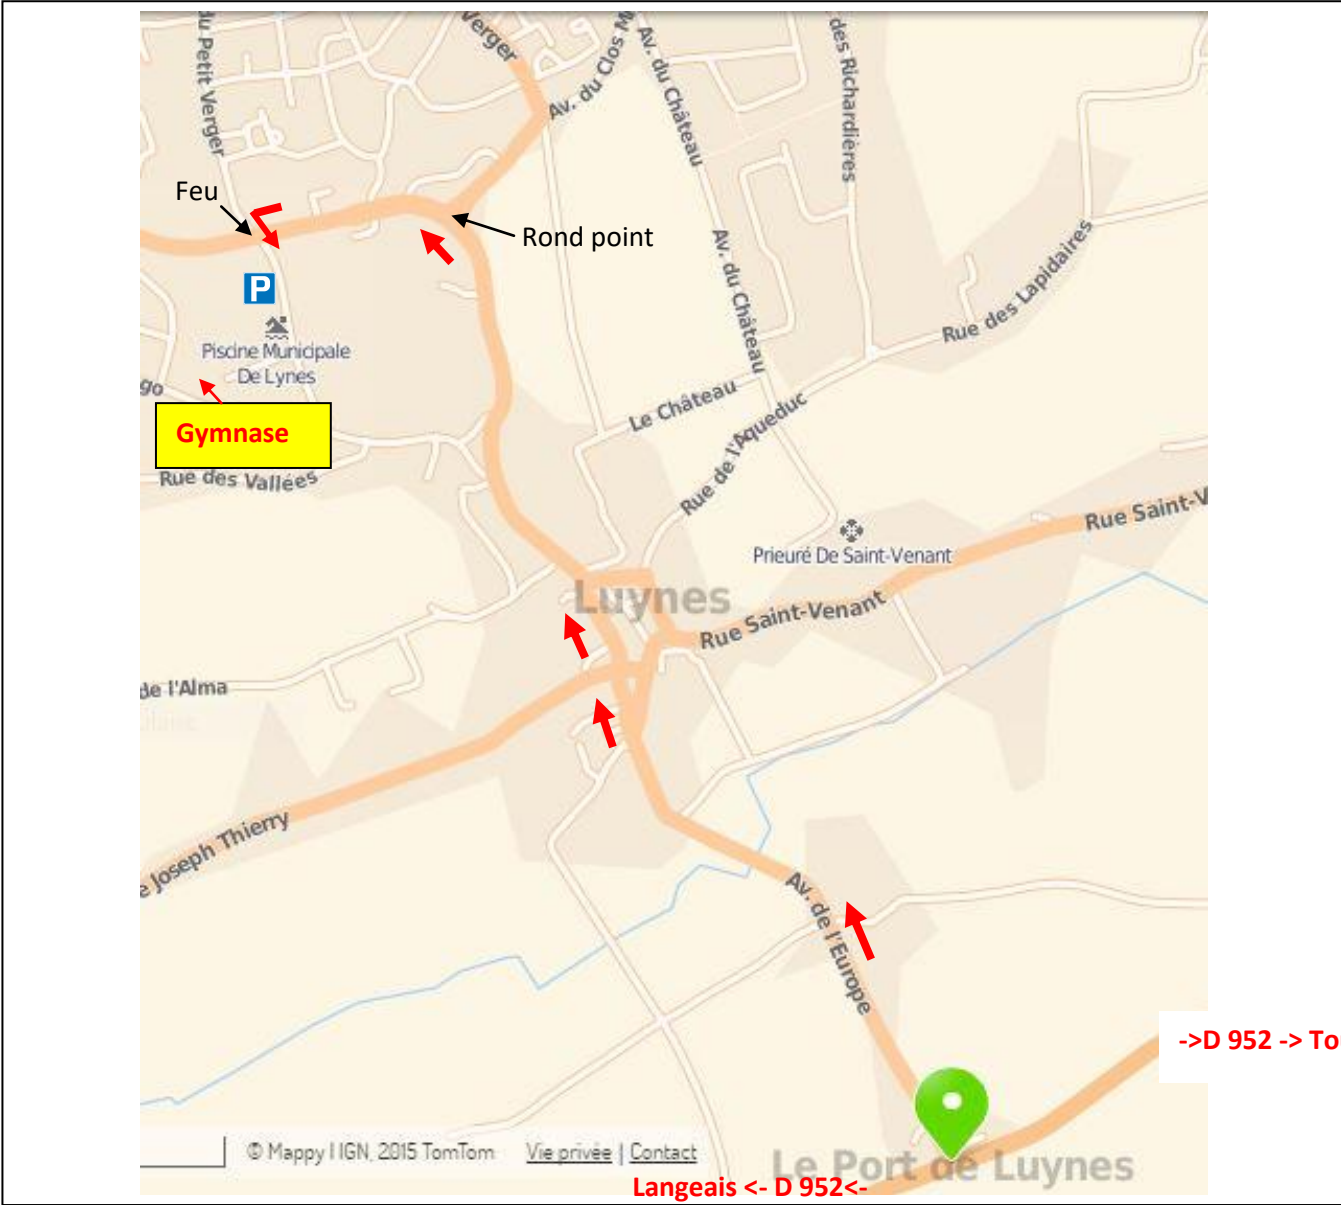 du Petit Verger
Verger
Av. du Clos M
Av. du Château
des Richardières
Feu
Rond point
Av. du Château
Rue des Lapidaires
P
Piscine Municipale
De Lynes
go
Le Château
Gymnase
Rue de l'Aqueduc
Rue des Vallées
Rue Saint-V
Prieuré De Saint-Venant
Luynes
Rue Saint-Venant
de l'Alma
e Joseph Thierry
Av. de l'Europe
->D 952 -> To
© Mappy I IGN, 2015 TomTom Vie privée | Contact
Le Port de Luynes
Langeais <- D 952<-